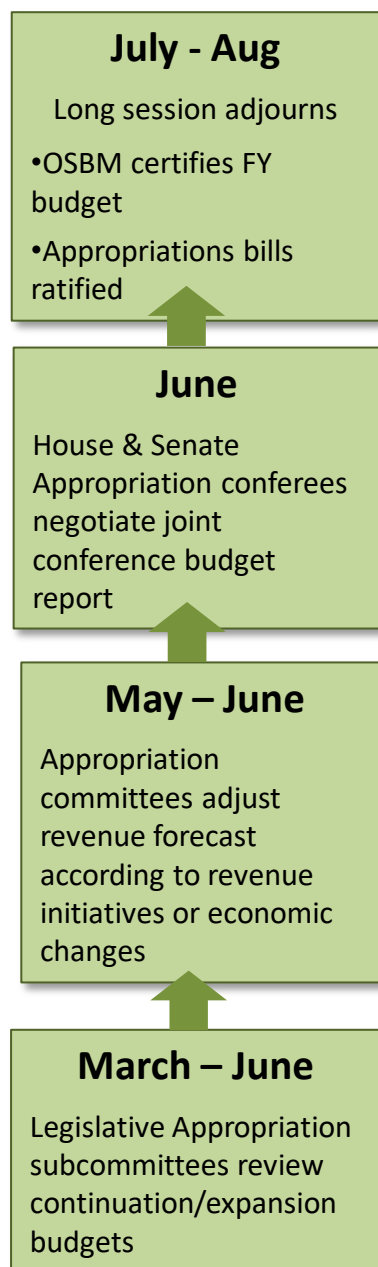 July - Aug
Long session adjourns
•OSBM certifies FY
budget
•Appropriations bills
ratified
June
House & Senate
Appropriation conferees
negotiate joint
conference budget
report
May – June
Appropriation
committees adjust
revenue forecast
according to revenue
initiatives or economic
changes
March – June
Legislative Appropriation
subcommittees review
continuation/expansion
budgets